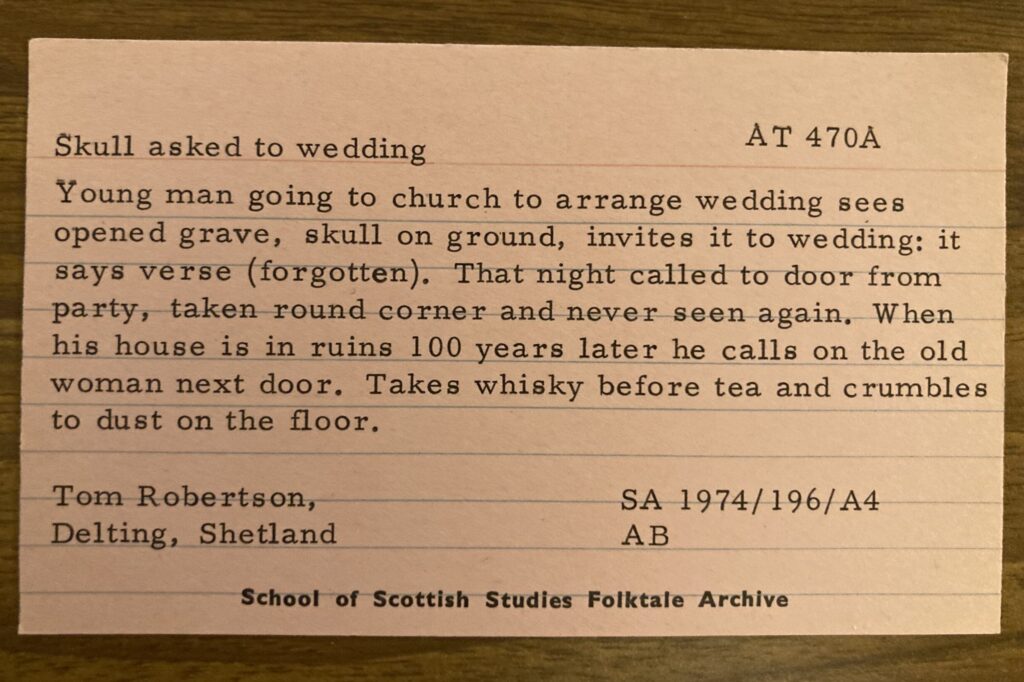 Skull asked to wedding AT 470A
Young man going to church to arrange wedding sees
opened grave, skull on ground, invites it to wedding: it
says verse (forgotten). That night called to door from
party, taken round corner and never seen again. When
his house is in ruins 100 years later he calls on the old
woman next door. Takes whisky before tea and crumbles
to dust on the floor.
Tom Robertson, SA 1974/196/A4
Delting, Shetland AB
School of Scottish Studies Folktale Archive